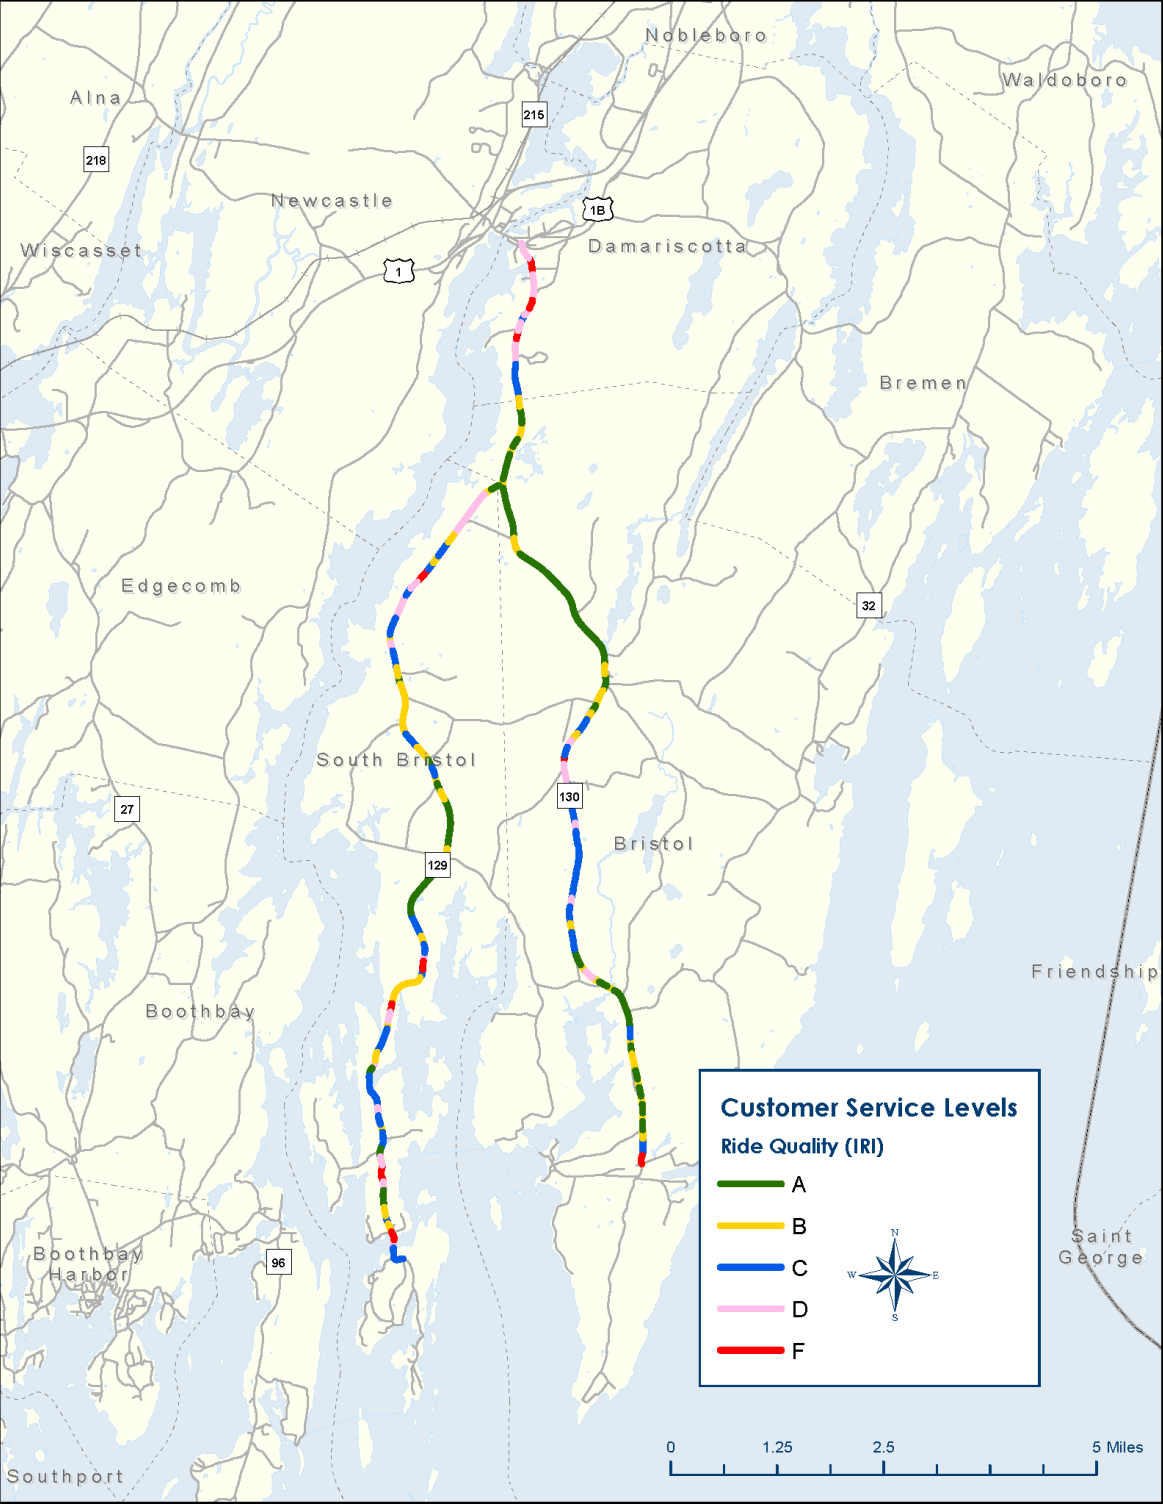 Nobleboro
Waldoboro
Alna
215
218
Newcastle
1B
Wiscasset
Damariscotta
1
Bremen
Edgecomb
32
South Bristol
130
27
Bristol
129
Friendship
Boothbay
Customer Service Levels
Ride Quality (IRI)
A
B
C
D
F
N
W
E
S
Saint
George
Boothbay
Harbor
96
0 1.25 2.5 5 Miles
Southport